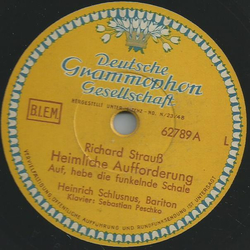 Deutsche
Grammophon
Gesellschaft
BIEM.
62789 A
L
Richard Strauß
Heimliche Aufforderung
Auf, hebe die funkelnde Schale
Heinrich Schlusnus, Bariton
Klavier: Sebastian Peschko